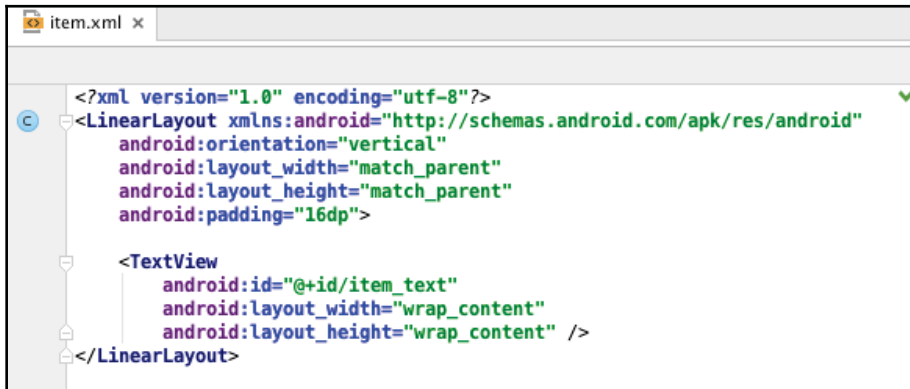 item.xml ×
<?xml version="1.0" encoding="utf-8"?>
C
<LinearLayout xmlns:android="http://schemas.android.com/apk/res/android"
    android:orientation="vertical"
    android:layout_width="match_parent"
    android:layout_height="match_parent"
    android:padding="16dp">
    <TextView
        android:id="@+id/item_text"
        android:layout_width="wrap_content"
        android:layout_height="wrap_content" />
</LinearLayout>